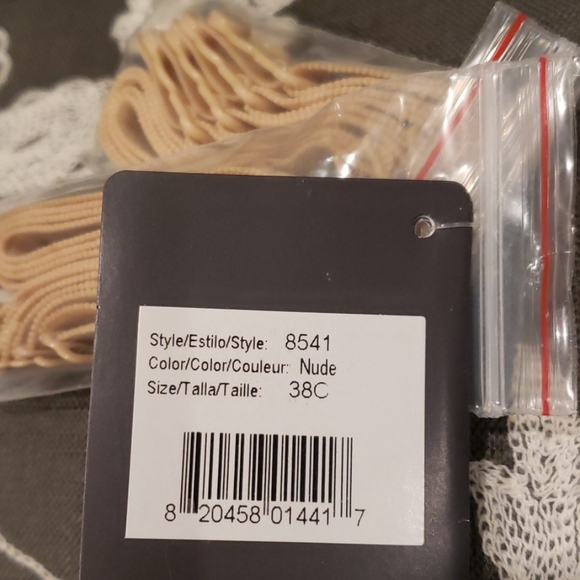 Style/Estilo/Style: 8541
Color/Color/Couleur: Nude
Size/Talla/Taille: 38C
8 20458 01441 7